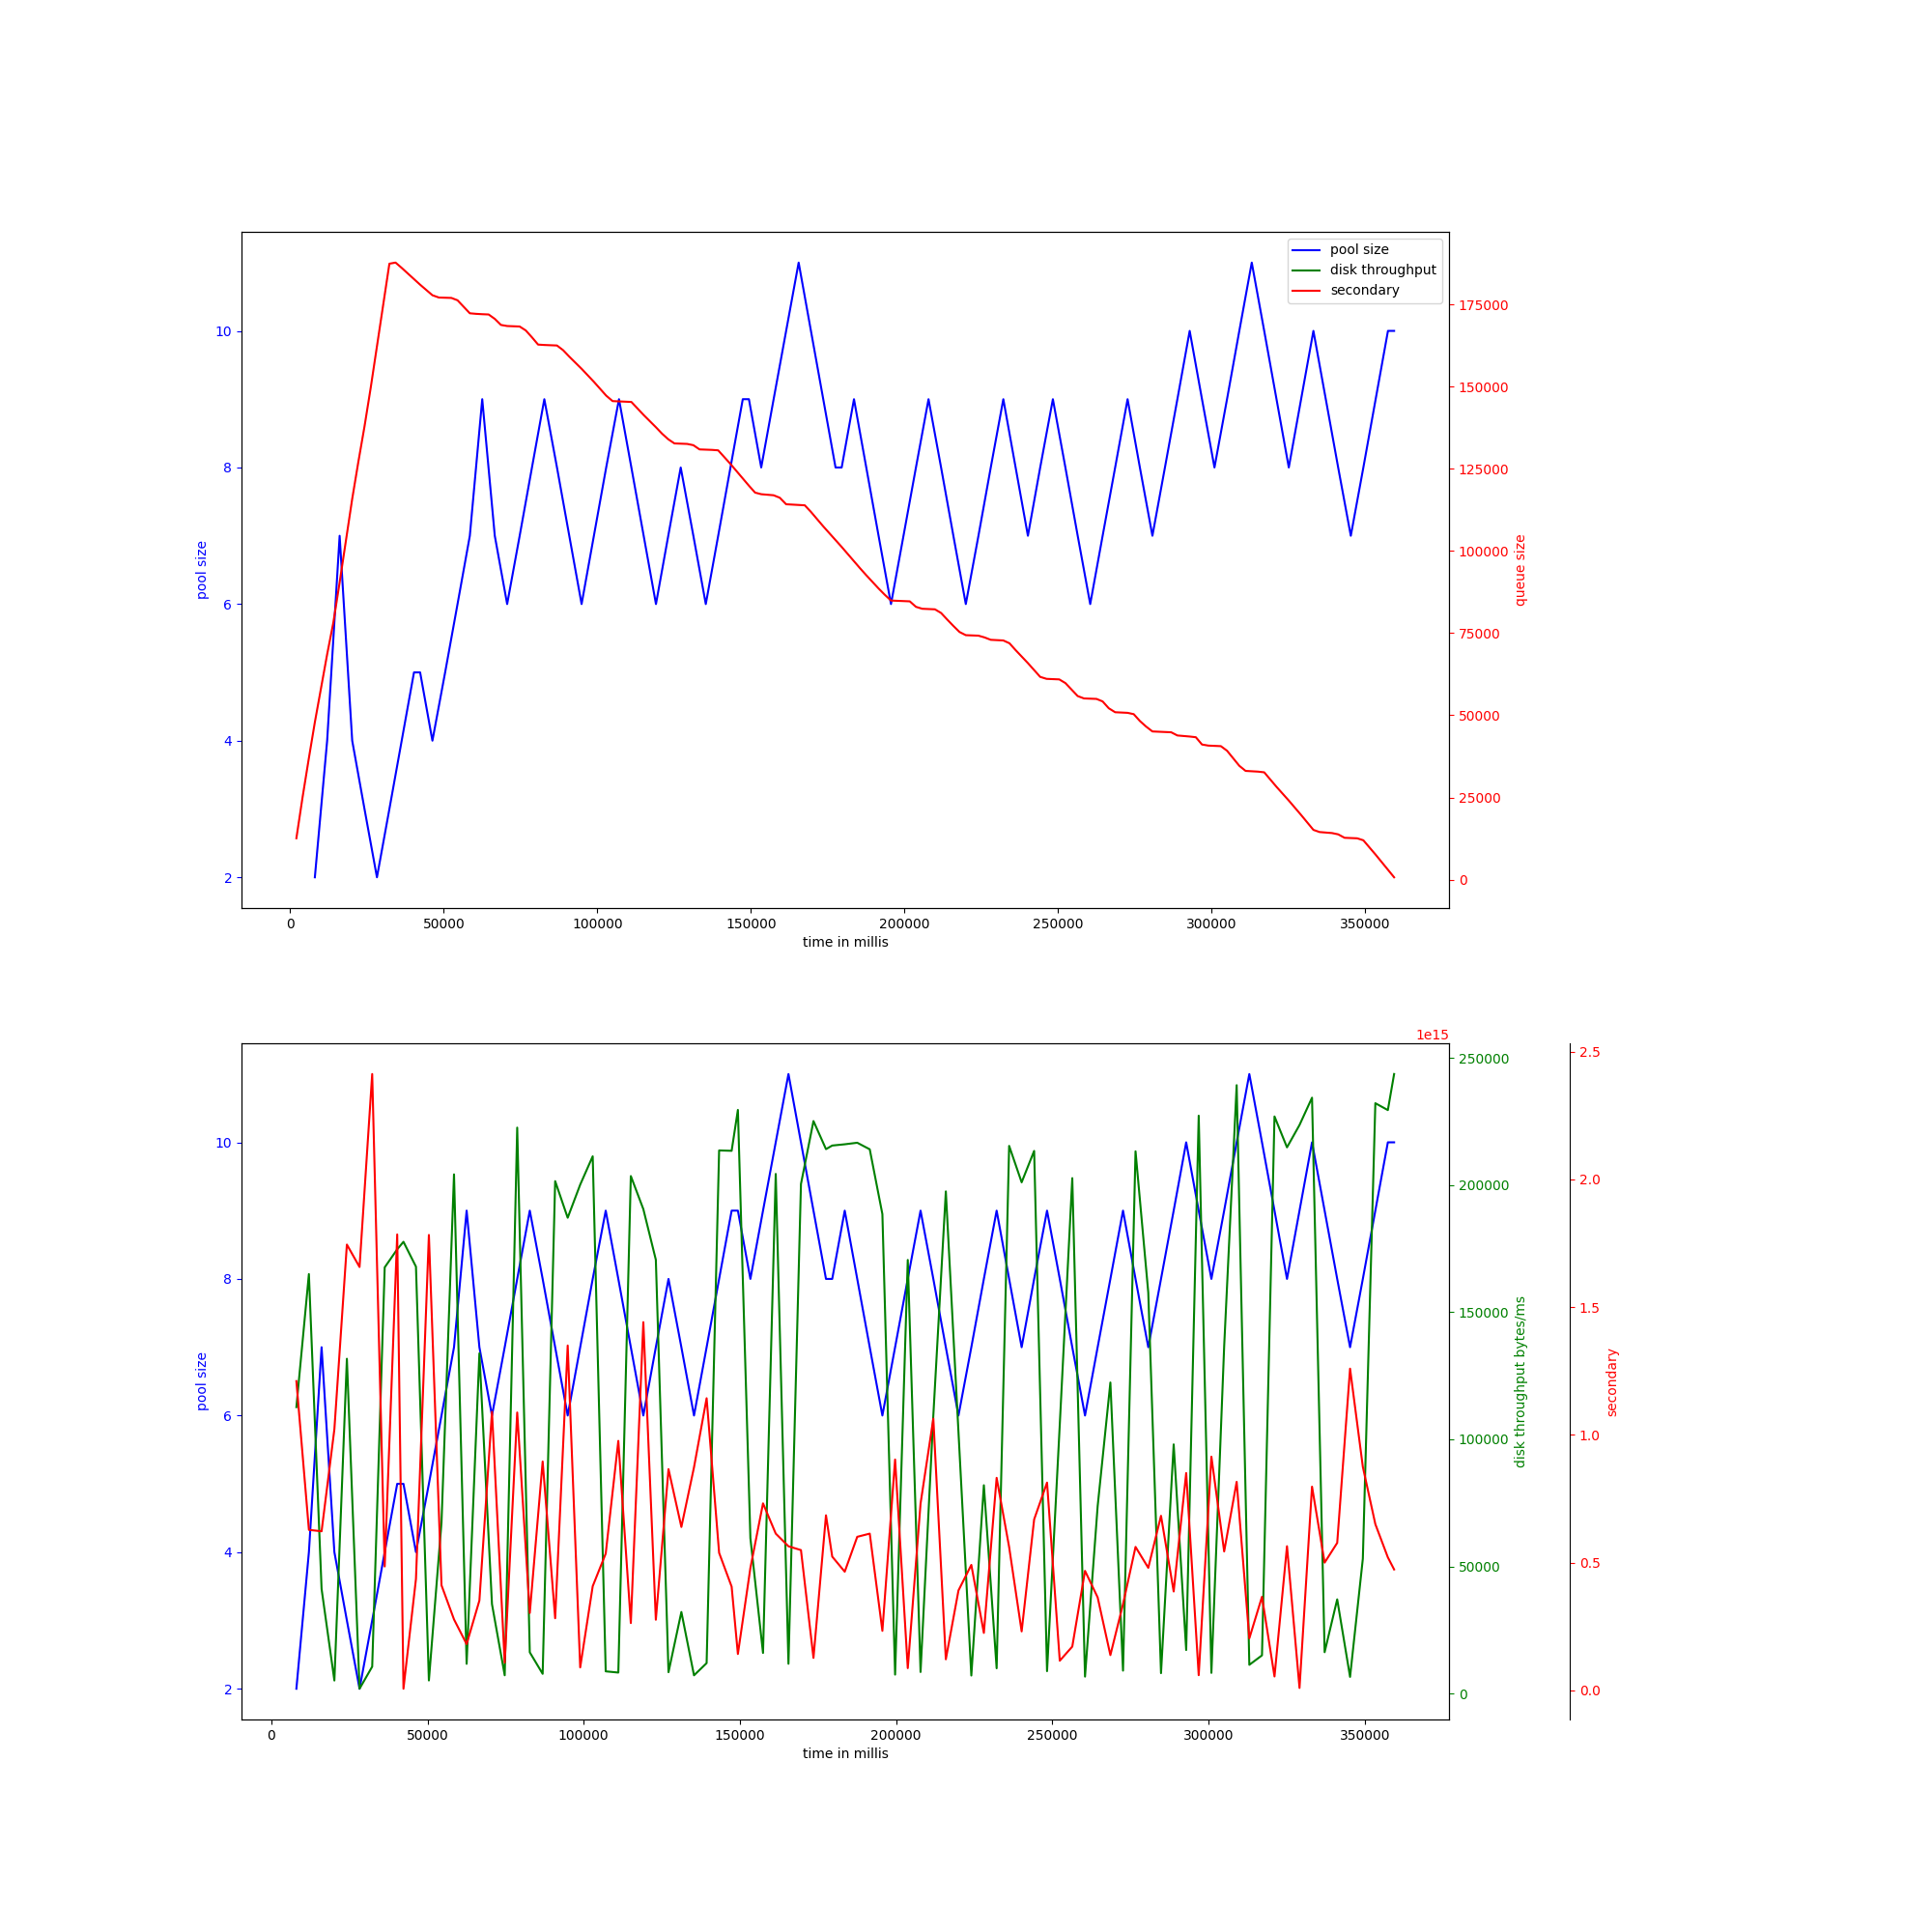 pool size
disk throughput
secondary
10
8
6
4
2
pool size
175000
150000
125000
100000
75000
50000
25000
0
queue size
0 50000 100000 150000 200000 250000 300000 350000
time in millis
1e15
10
8
6
4
2
pool size
250000
200000
150000
100000
50000
0
disk throughput bytes/ms
2.5
2.0
1.5
1.0
0.5
0.0
secondary
0 50000 100000 150000 200000 250000 300000 350000
time in millis